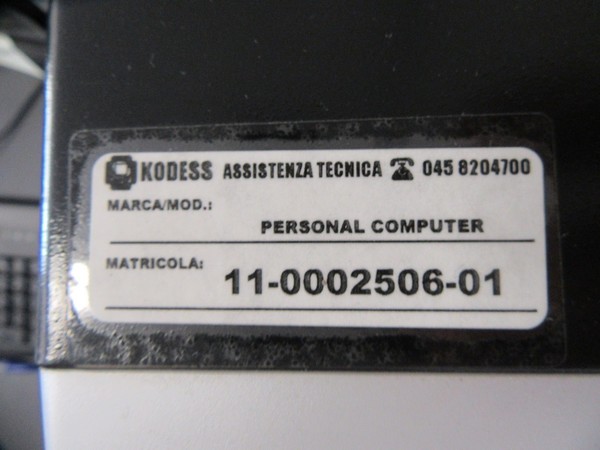 KODESS ASSISTENZA TECNICA ☎ 045 8204700
MARCA/MOD.:
PERSONAL COMPUTER
MATRICOLA:
11-0002506-01